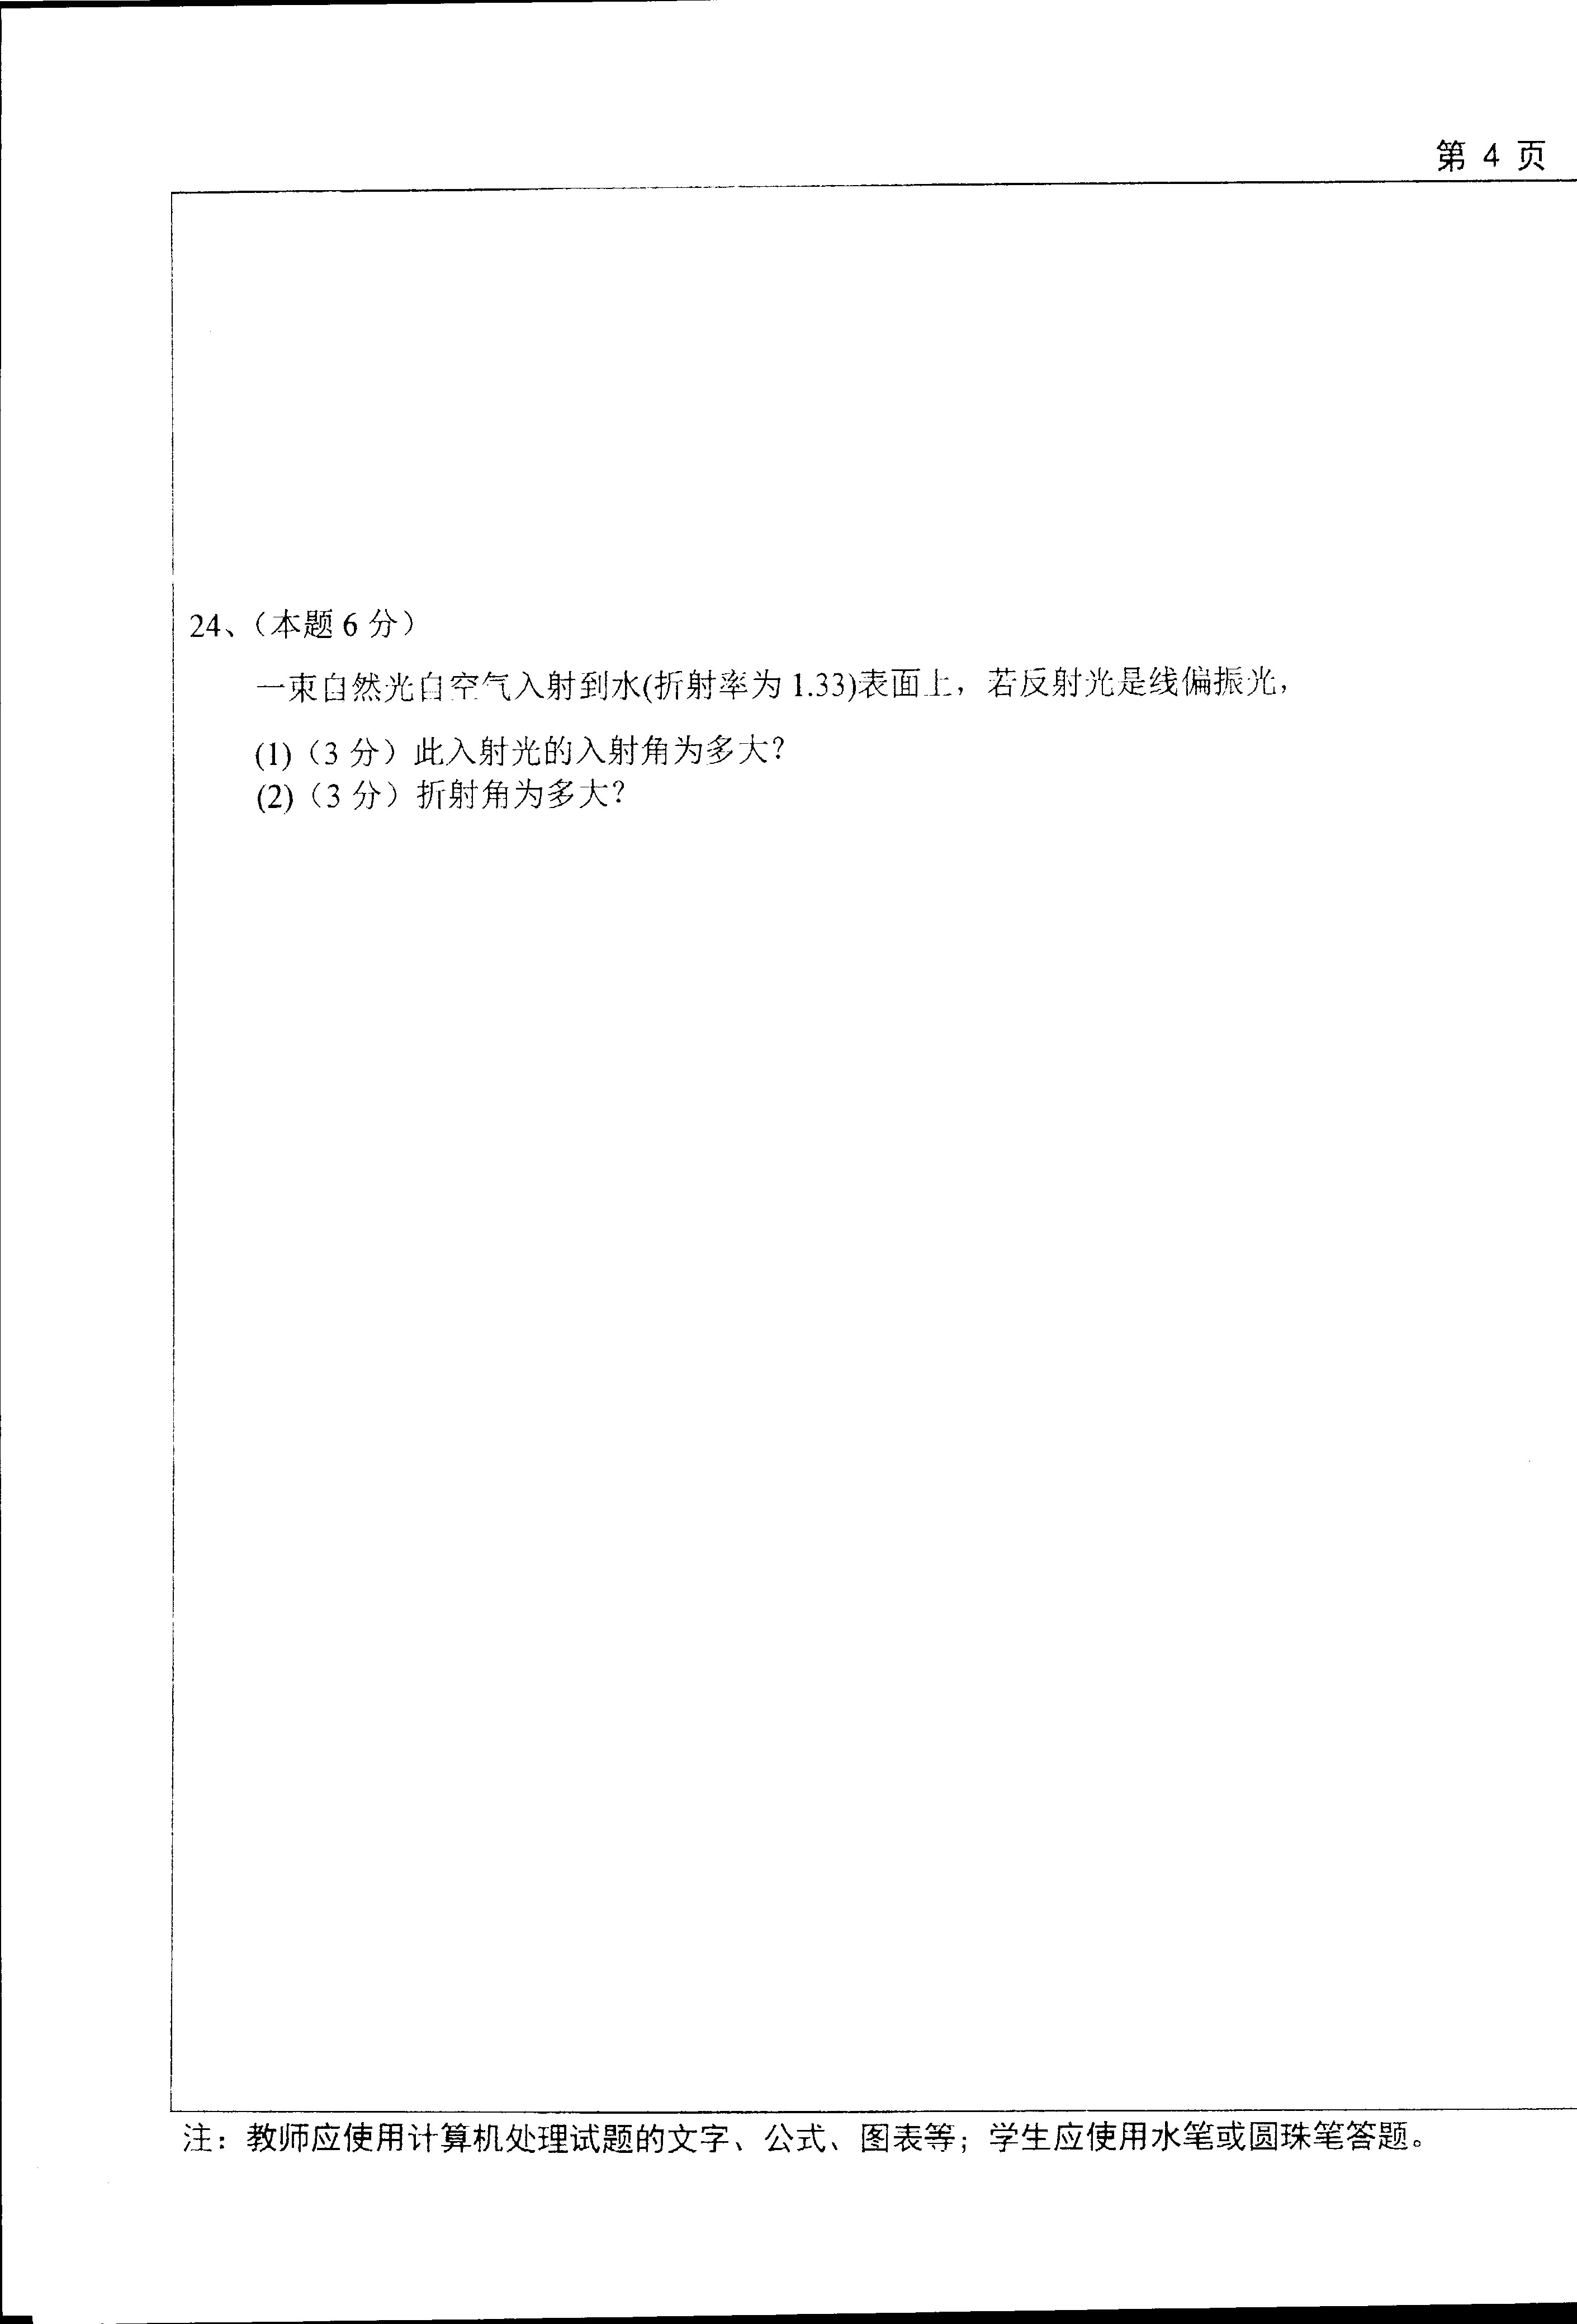 第 4 页
24、（本题 6 分）
一束自然光自空气入射到水(折射率为 1.33)表面上，若反射光是线偏振光，
(1)（3 分）此入射光的入射角为多大？
(2)（3 分）折射角为多大？
注：教师应使用计算机处理试题的文字、公式、图表等；学生应使用水笔或圆珠笔答题。